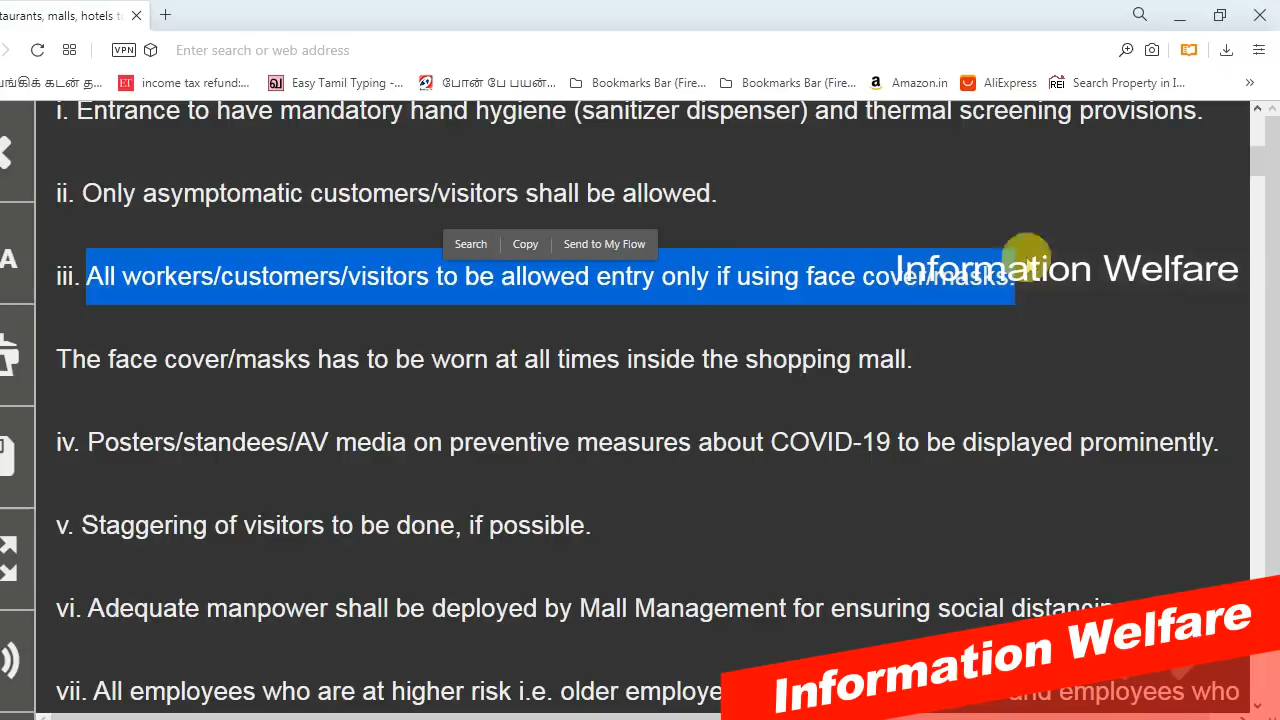 taurants, malls, hotels t
VPN
Enter search or web address
ங்கிக் கடன் த...
ET income tax refund:...
Easy Tamil Typing -...
போன் பே பயன்...
Bookmarks Bar (Fire...
Bookmarks Bar (Fire...
Amazon.in
AliExpress
REI Search Property in I...
i. Entrance to have mandatory hand hygiene (sanitizer dispenser) and thermal screening provisions.
ii. Only asymptomatic customers/visitors shall be allowed.
Search Copy Send to My Flow
iii. All workers/customers/visitors to be allowed entry only if using face cover/masks.
Information Welfare
The face cover/masks has to be worn at all times inside the shopping mall.
iv. Posters/standees/AV media on preventive measures about COVID-19 to be displayed prominently.
v. Staggering of visitors to be done, if possible.
vi. Adequate manpower shall be deployed by Mall Management for ensuring social
Information Welfare
vii. All employees who are at higher risk i.e. older and employees who
A